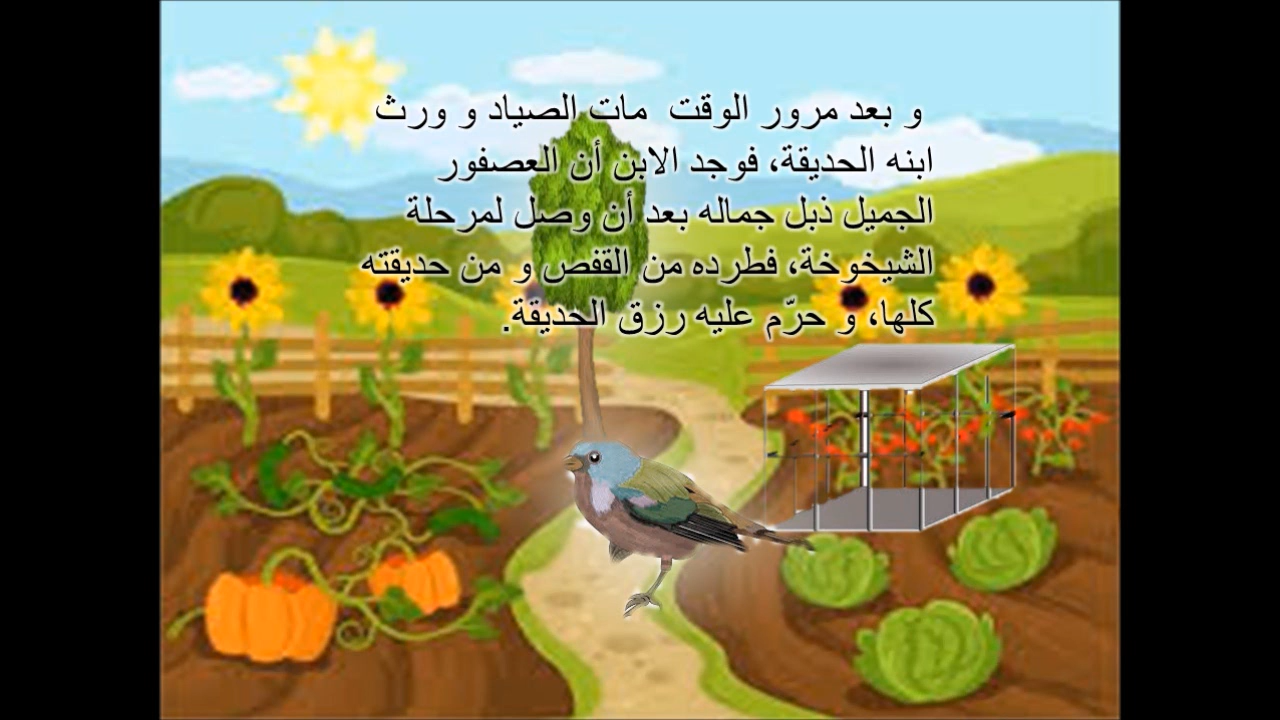 و بعد مرور الوقت مات الصياد و ورث
ابنه الحديقة، فوجد الابن أن العصفور
الجميل ذبل جماله بعد أن وصل لمرحلة
الشيخوخة، فطرده من القفص و من حديقته
كلها، و حرّم عليه رزق الحديقة.